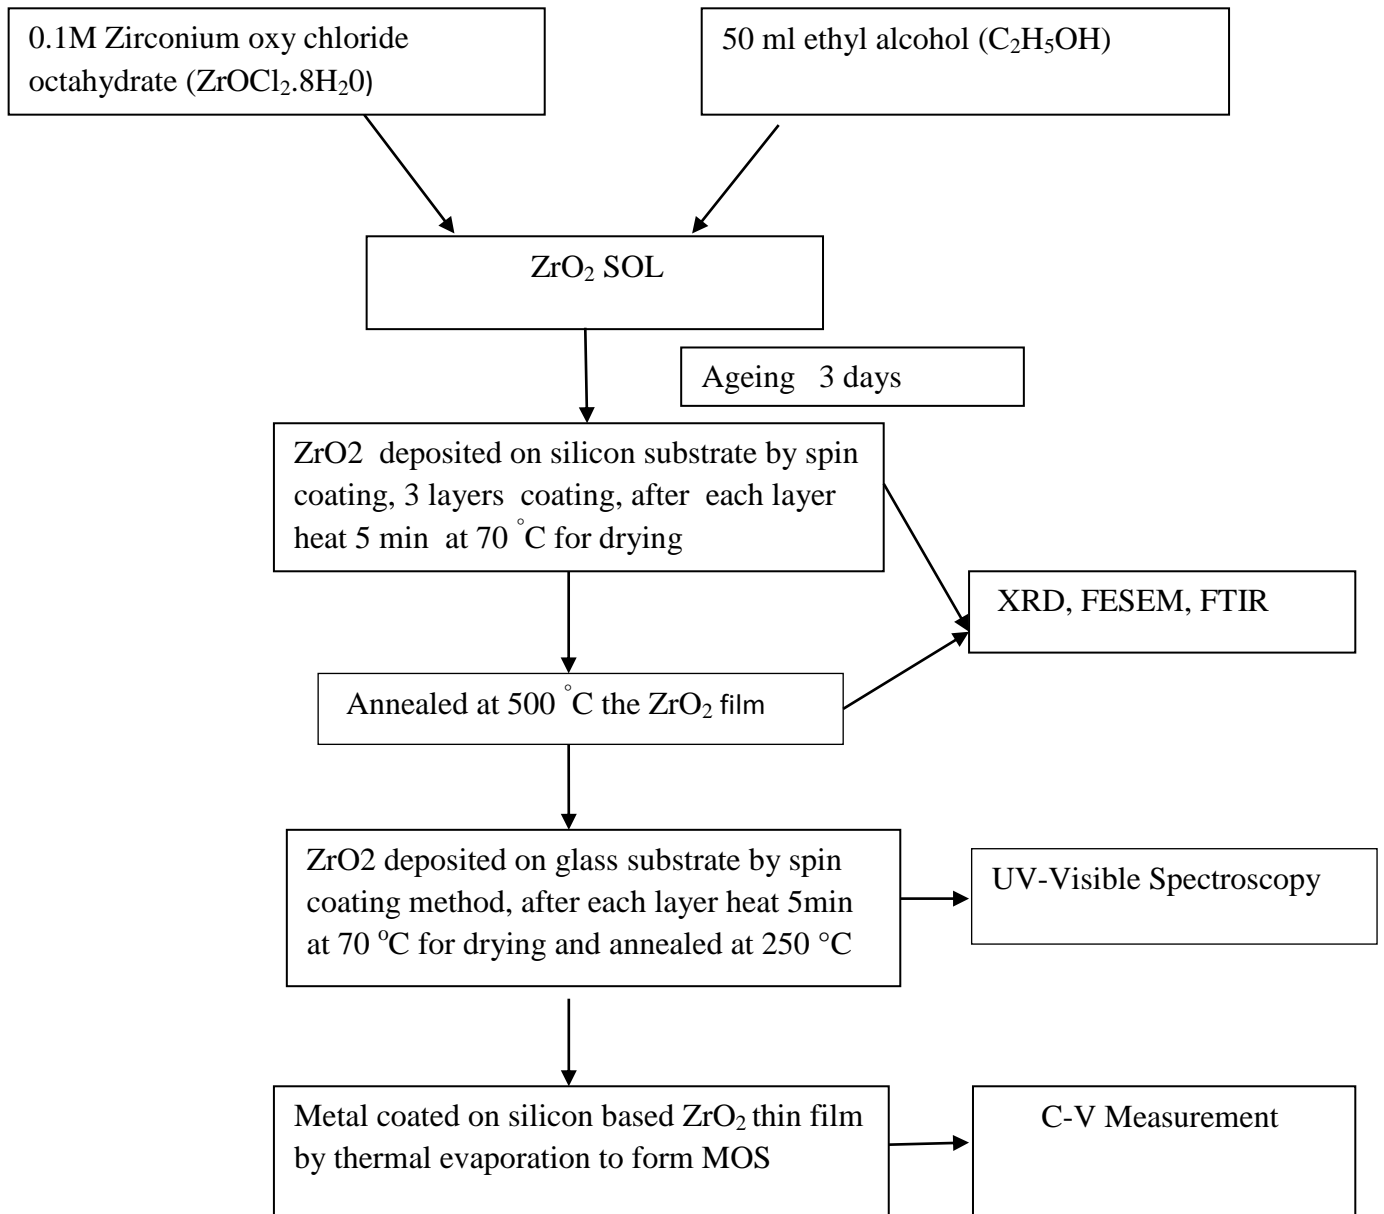 0.1M Zirconium oxy chloride
octahydrate (ZrOCl₂.8H₂0)
50 ml ethyl alcohol (C₂H₅OH)
ZrO₂ SOL
Ageing 3 days
ZrO2 deposited on silicon substrate by spin
coating, 3 layers coating, after each layer
heat 5 min at 70 °C for drying
XRD, FESEM, FTIR
Annealed at 500 °C the ZrO₂ film
ZrO2 deposited on glass substrate by spin
coating method, after each layer heat 5min
at 70 ᵒC for drying and annealed at 250 °C
UV-Visible Spectroscopy
Metal coated on silicon based ZrO₂ thin film
by thermal evaporation to form MOS
C-V Measurement